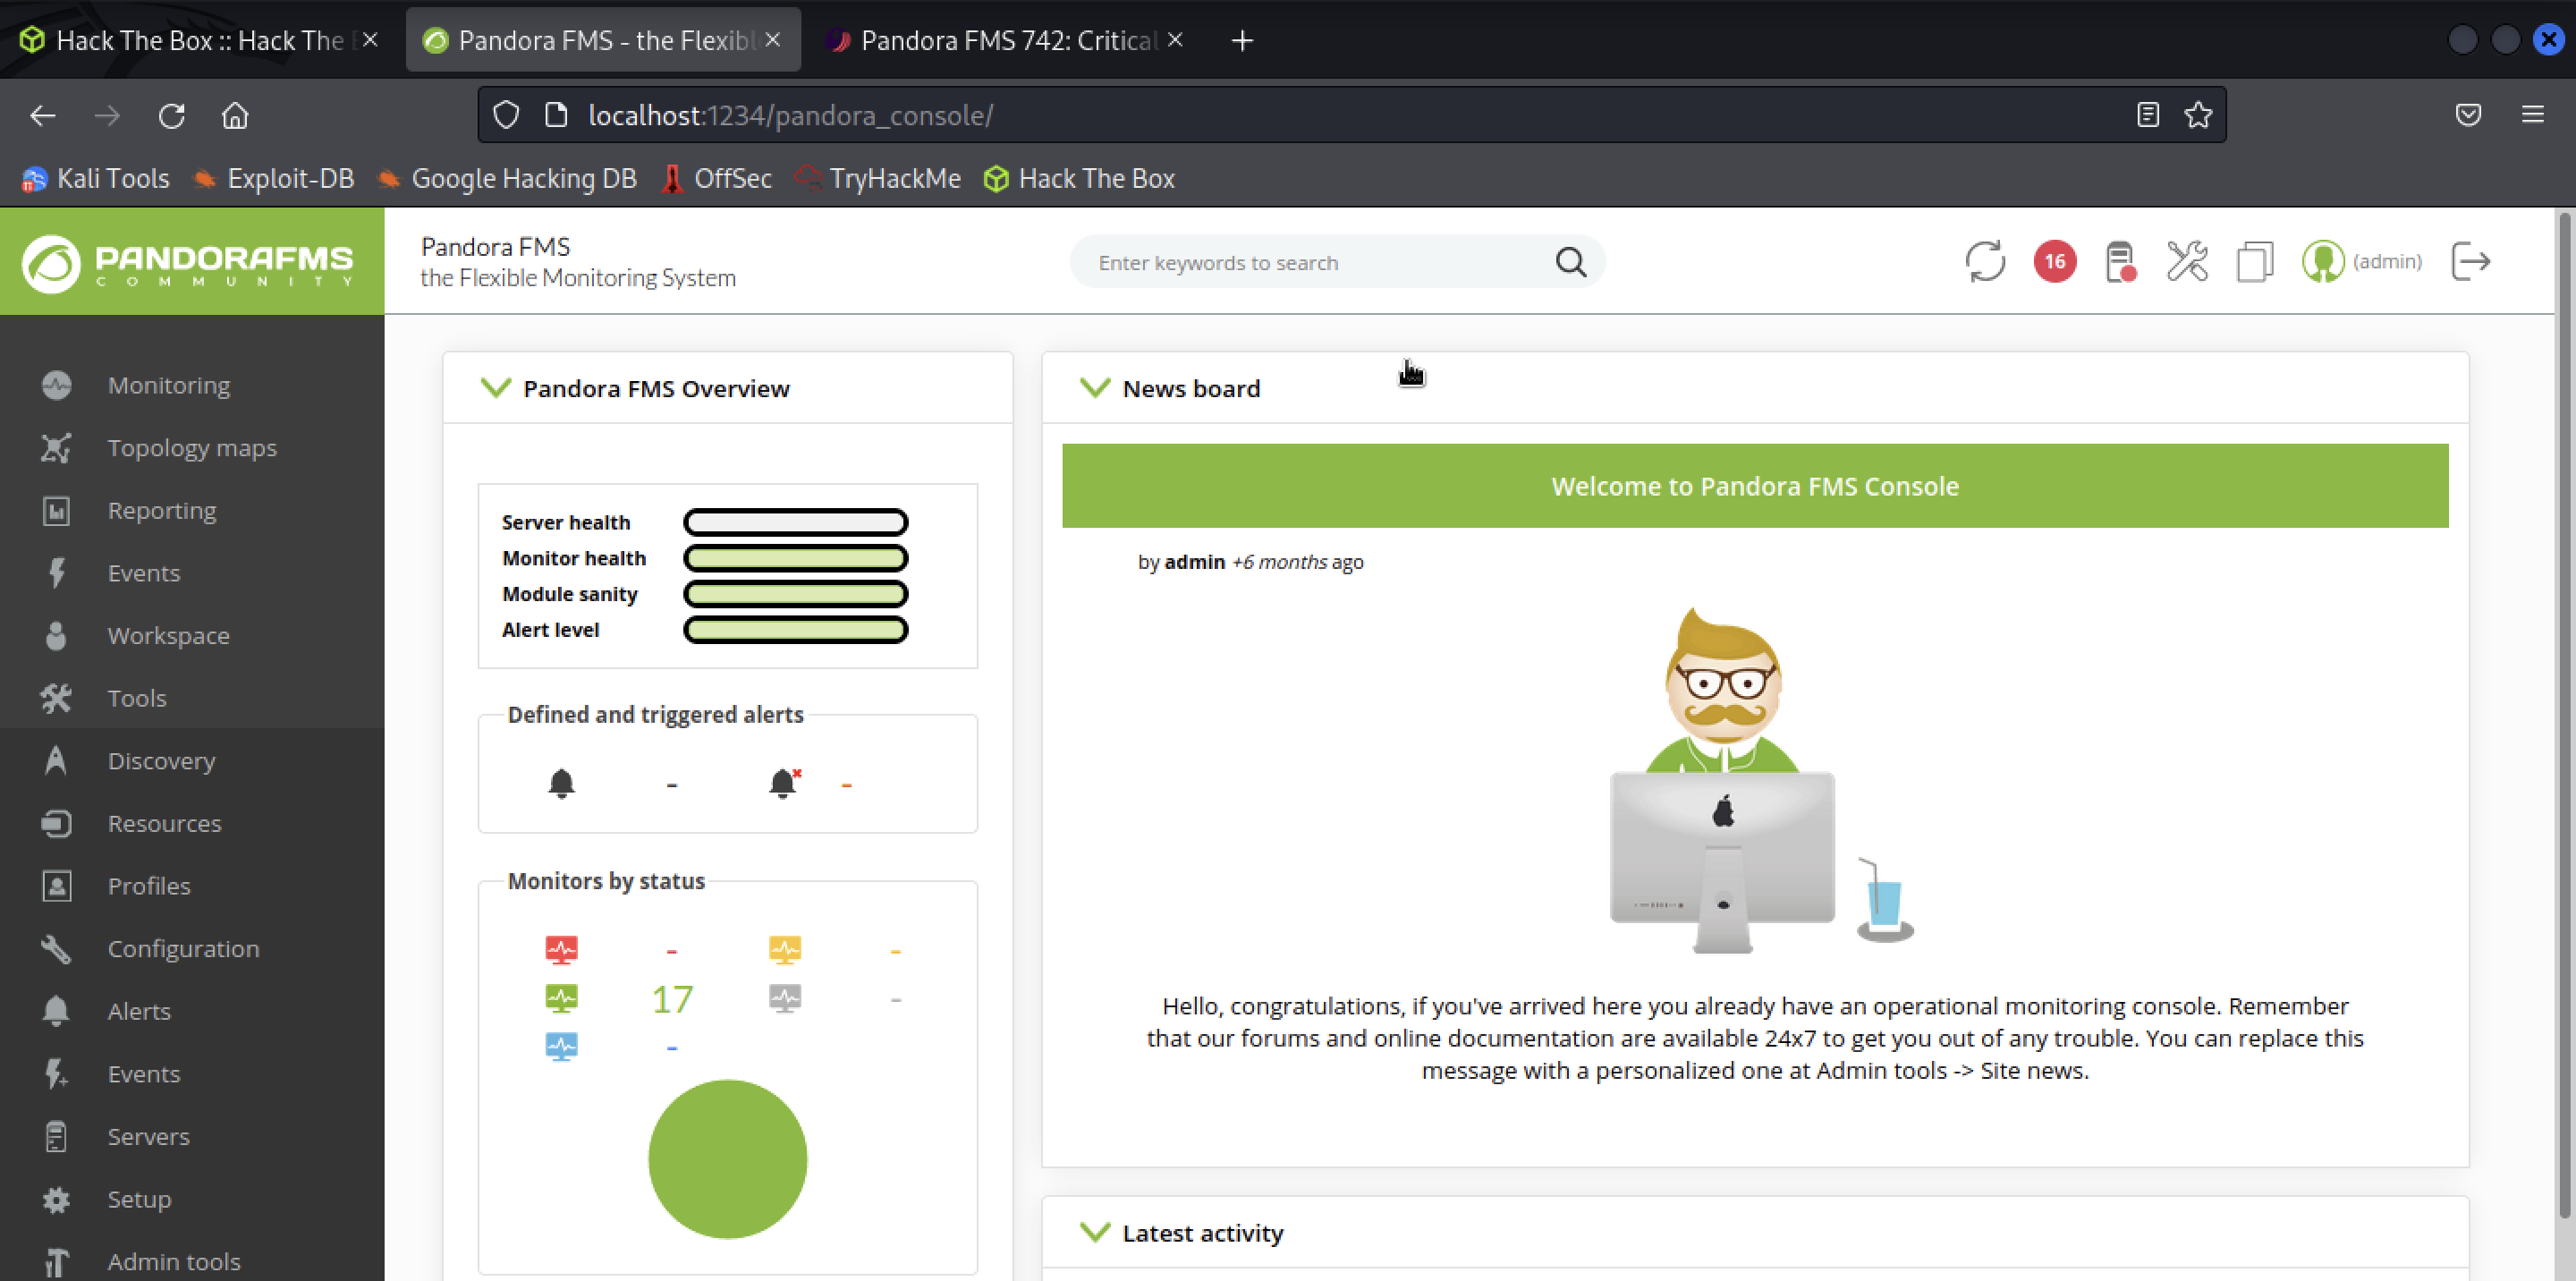 Hack The Box :: Hack The
Pandora FMS - the Flexibl
Pandora FMS 742: Critical
localhost:1234/pandora_console/
Kali Tools
Exploit-DB
Google Hacking DB
OffSec
TryHackMe
Hack The Box
PANDORAFMS
COMMUNITY
Pandora FMS
the Flexible Monitoring System
Enter keywords to search
16
(admin)
Monitoring
Topology maps
Reporting
Events
Workspace
Tools
Discovery
Resources
Profiles
Configuration
Alerts
Events
Servers
Setup
Admin tools
Pandora FMS Overview
Server health
Monitor health
Module sanity
Alert level
Defined and triggered alerts
- -
Monitors by status
- -
17 -
-
News board
Welcome to Pandora FMS Console
by admin +6 months ago
Hello, congratulations, if you've arrived here you already have an operational monitoring console. Remember
that our forums and online documentation are available 24x7 to get you out of any trouble. You can replace this
message with a personalized one at Admin tools -> Site news.
Latest activity